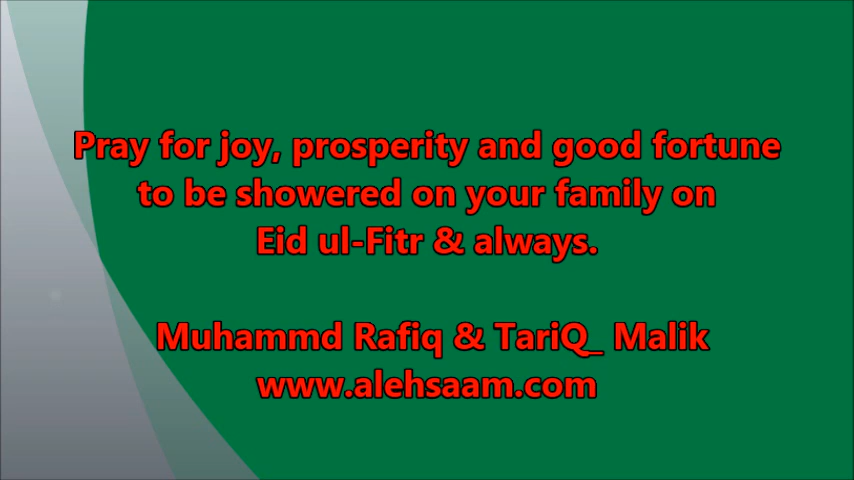 Pray for joy, prosperity and good fortune
to be showered on your family on
Eid ul-Fitr & always.
Muhammd Rafiq & TariQ_ Malik
www.alehsaam.com